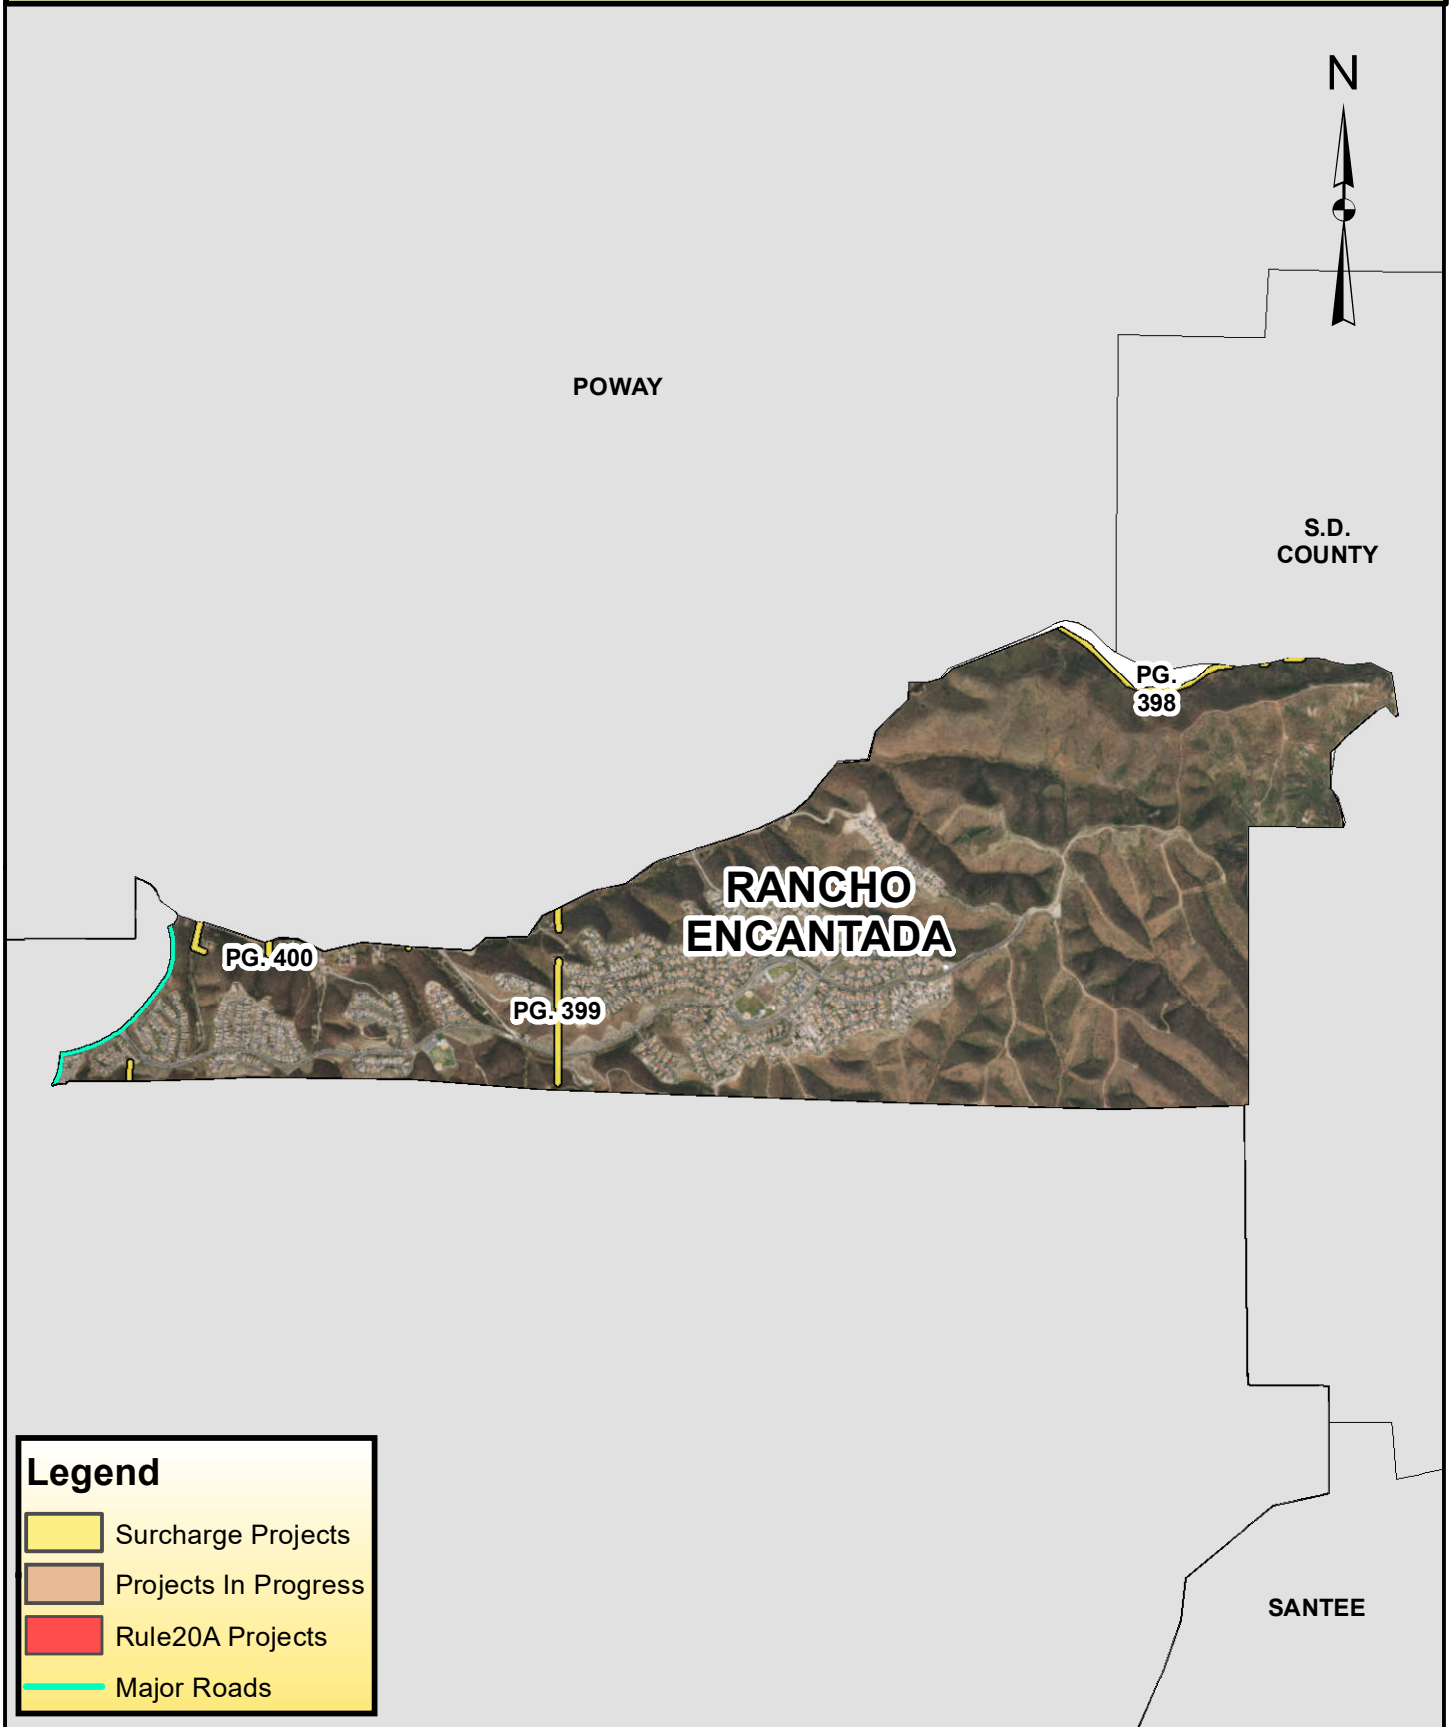 N
POWAY
S.D.
COUNTY
PG.
398
RANCHO
ENCANTADA
PG. 400
PG. 399
Legend
Surcharge Projects
Projects In Progress
Rule20A Projects
Major Roads
SANTEE